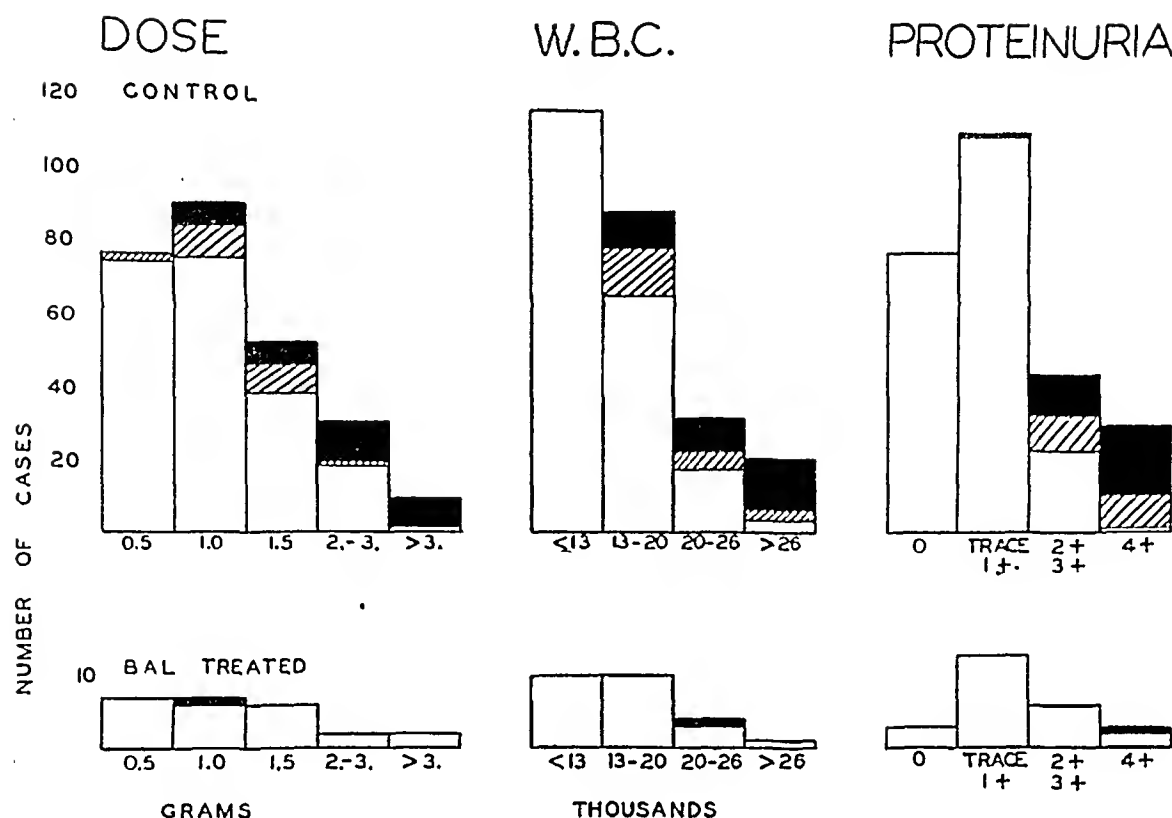 DOSE W.B.C. PROTEINURIA
120 CONTROL
100
80
60
40
20
NUMBER OF CASES
0.5 1.0 1.5 2.-3. >3.
<13 13-20 20-26 >26
0 TRACE 1+. 2+ 3+ 4+
10 BAL TREATED
0.5 1.0 1.5 2.-3. >3.
<13 13-20 20-26 >26
0 TRACE 1+ 2+ 3+ 4+
GRAMS THOUSANDS